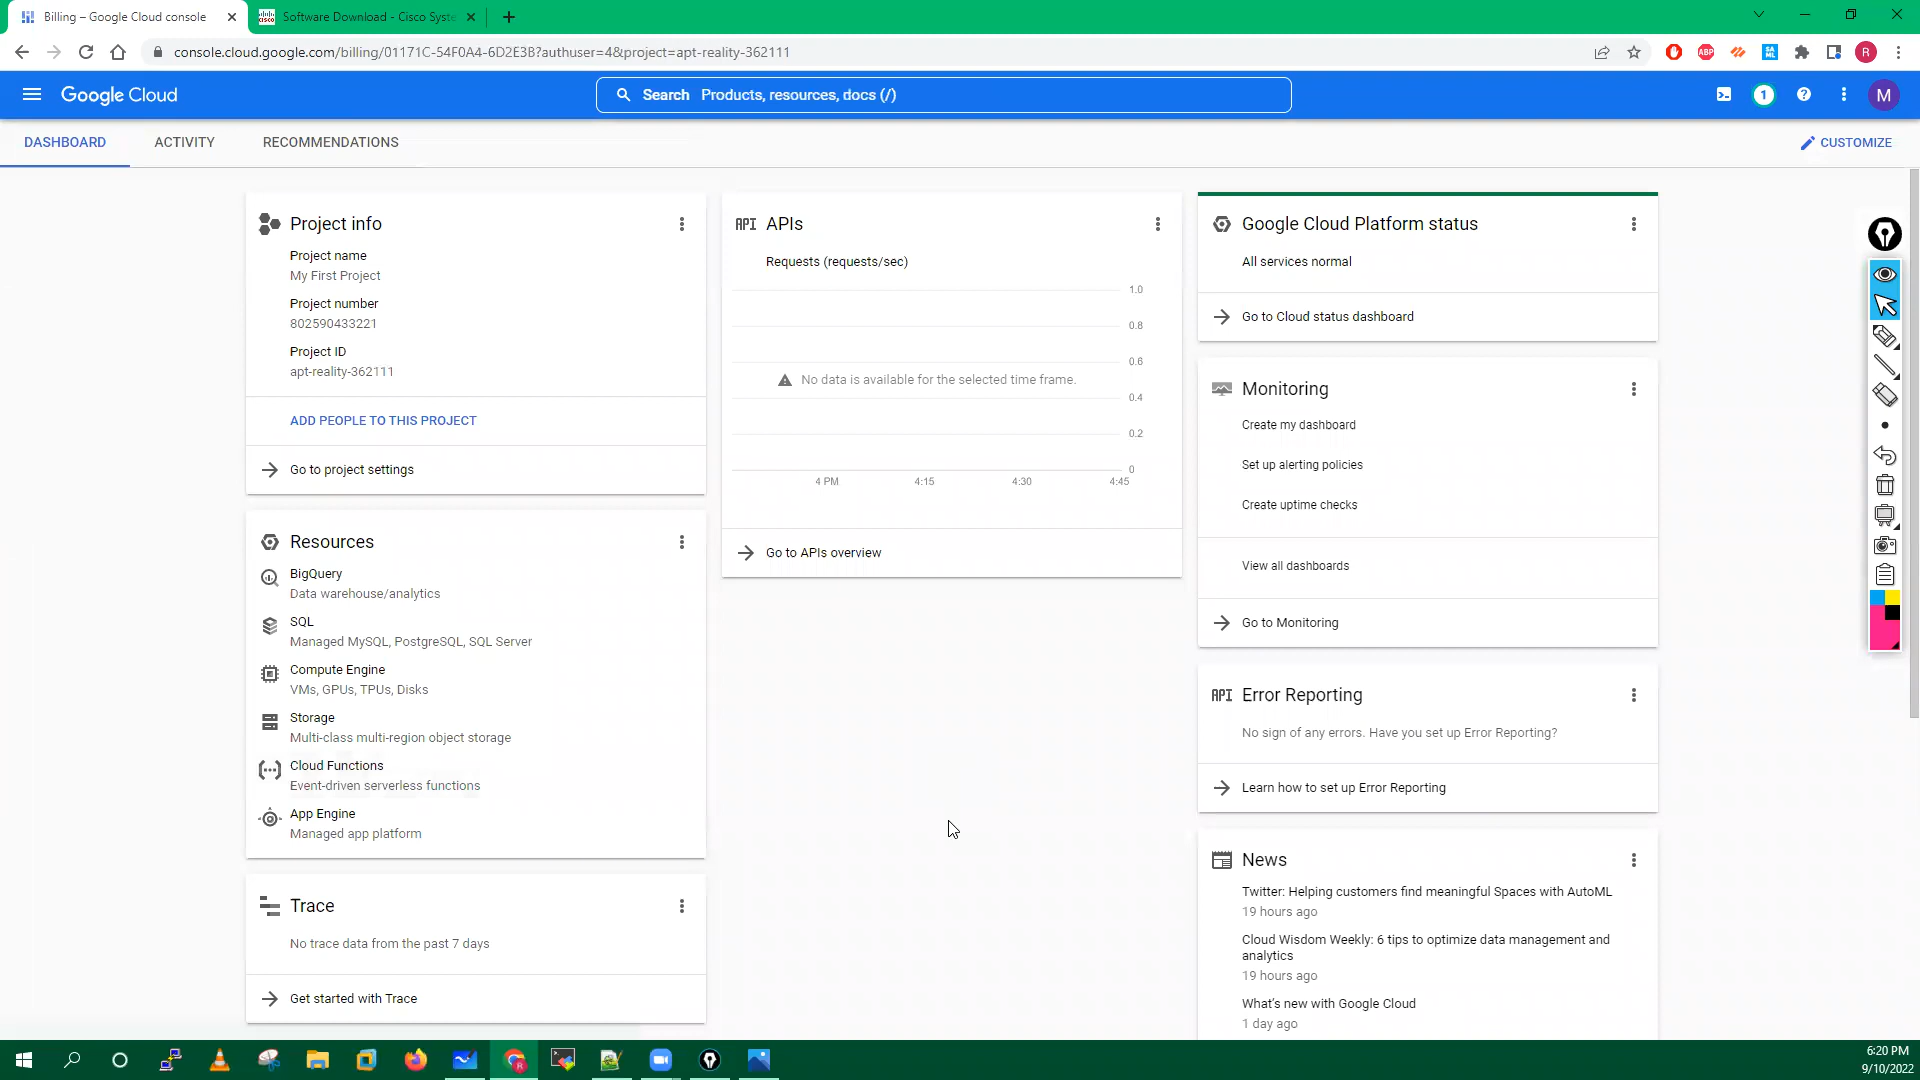 Billing – Google Cloud console
Software Download - Cisco Syste
console.cloud.google.com/billing/01171C-54F0A4-6D2E3B?authuser=4&project=apt-reality-362111
ABP
R
Google Cloud
Search Products, resources, docs (/)
1
M
DASHBOARD
ACTIVITY
RECOMMENDATIONS
CUSTOMIZE
Project info
Project name
My First Project
Project number
802590433221
Project ID
apt-reality-362111
ADD PEOPLE TO THIS PROJECT
Go to project settings
Resources
BigQuery
Data warehouse/analytics
SQL
Managed MySQL, PostgreSQL, SQL Server
Compute Engine
VMs, GPUs, TPUs, Disks
Storage
Multi-class multi-region object storage
Cloud Functions
Event-driven serverless functions
App Engine
Managed app platform
Trace
No trace data from the past 7 days
Get started with Trace
API APIs
Requests (requests/sec)
1.0
0.8
0.6
No data is available for the selected time frame.
0.4
0.2
0
4 PM 4:15 4:30 4:45
Go to APIs overview
Google Cloud Platform status
All services normal
Go to Cloud status dashboard
Monitoring
Create my dashboard
Set up alerting policies
Create uptime checks
View all dashboards
Go to Monitoring
API Error Reporting
No sign of any errors. Have you set up Error Reporting?
Learn how to set up Error Reporting
News
Twitter: Helping customers find meaningful Spaces with AutoML
19 hours ago
Cloud Wisdom Weekly: 6 tips to optimize data management and
analytics
19 hours ago
What's new with Google Cloud
1 day ago
6:20 PM
9/10/2022